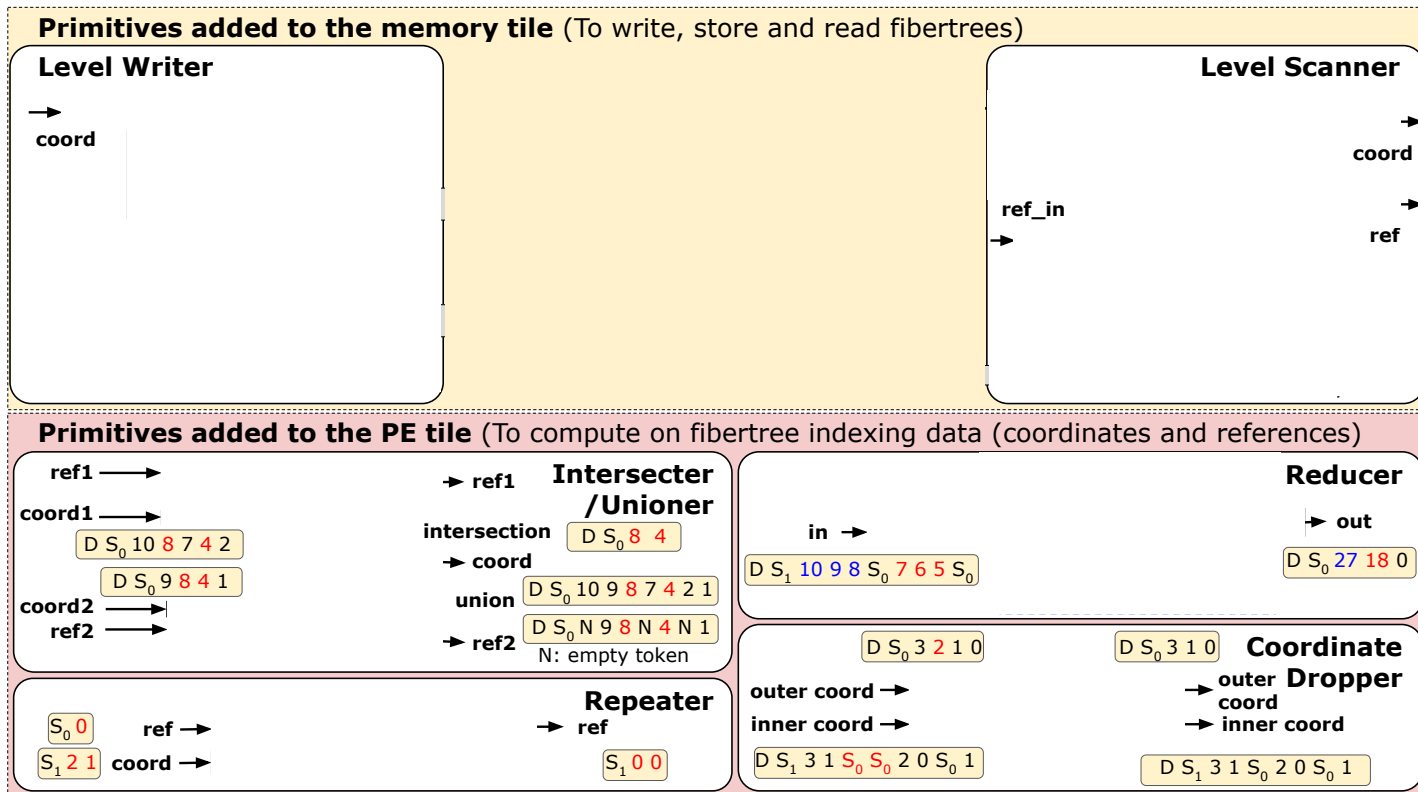 Primitives added to the memory tile (To write, store and read fibertrees)
Level Writer
coord
Level Scanner
coord
ref_in
ref
Primitives added to the PE tile (To compute on fibertree indexing data (coordinates and references)
Intersecter
/Unioner
ref1
coord1
D S0 10 8 7 4 2
D S0 9 8 4 1
coord2
ref2
ref1
intersection
D S0 8 4
coord
union
D S0 10 9 8 7 4 2 1
D S0 N 9 8 N 4 N 1
ref2
N: empty token
Reducer
in
D S1 10 9 8 S0 7 6 5 S0
out
D S0 27 18 0
Repeater
S0 0
ref
S1 2 1
coord
ref
S1 0 0
Coordinate
Dropper
D S0 3 2 1 0
D S0 3 1 0
outer coord
inner coord
D S1 3 1 S0 S0 2 0 S0 1
outer
coord
inner coord
D S1 3 1 S0 2 0 S0 1